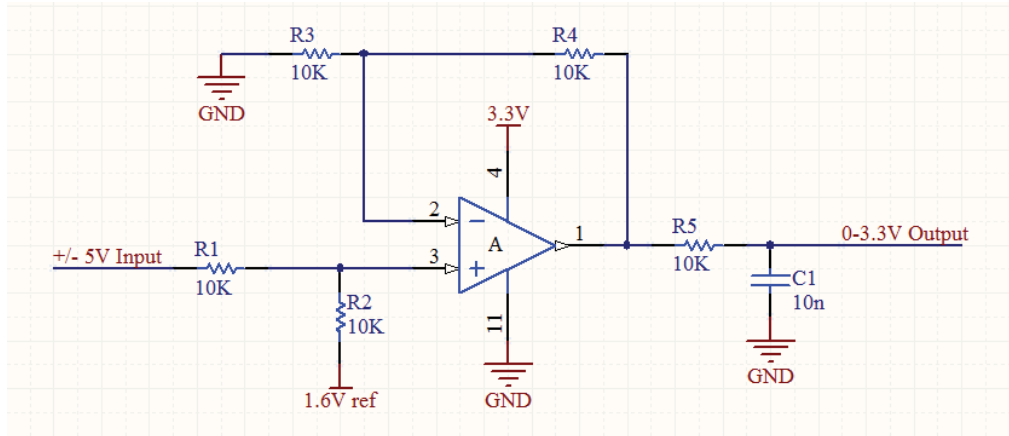 R3
10K
GND
R4
10K
3.3V
4
2
3
A
1
11
GND
+/- 5V Input
R1
10K
R2
10K
1.6V ref
R5
10K
0-3.3V Output
C1
10n
GND